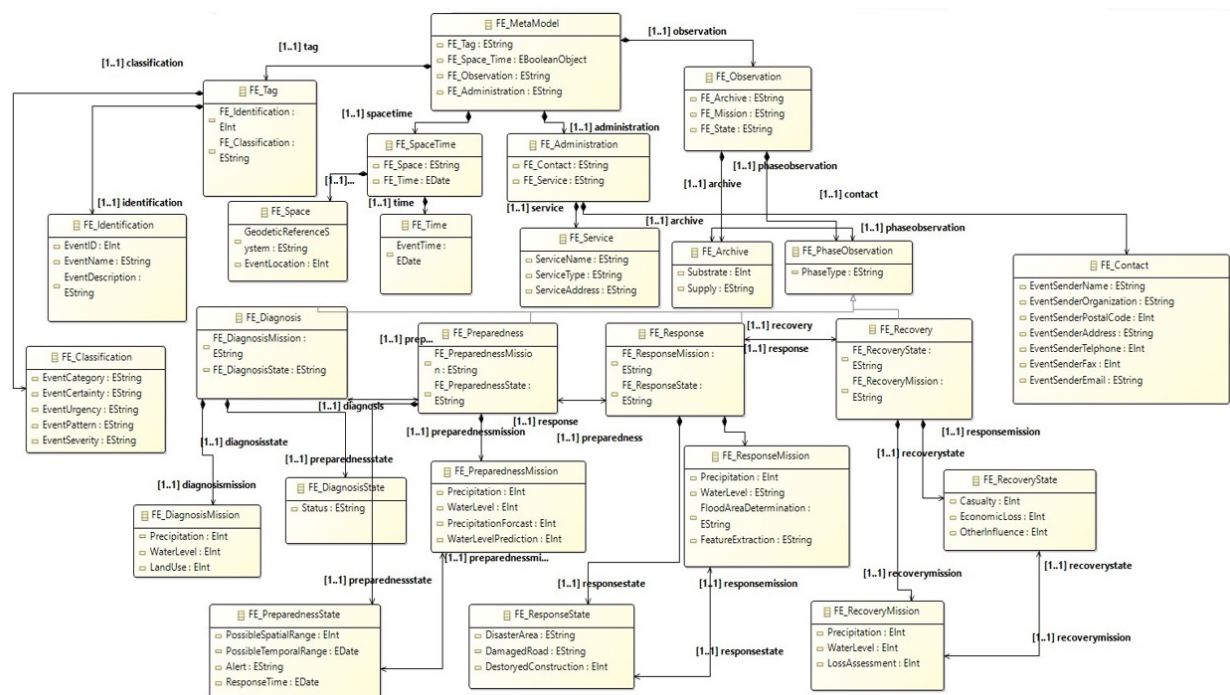 FE_MetaModel
FE_Tag : EString
FE_Space_Time : EBooleanObject
FE_Observation : EString
FE_Administration : EString
[1..1] observation
[1..1] tag
[1..1] classification
FE_Tag
FE_Identification :
EInt
FE_Classification :
EString
FE_Observation
FE_Archive : EString
FE_Mission : EString
FE_State : EString
[1..1] spacetime
[1..1] administration
FE_SpaceTime
FE_Space : EString
FE_Time : EDate
FE_Administration
FE_Contact : EString
FE_Service : EString
[1..1] phaseobservation
[1..1] archive
[1..1] contact
[1..1]...
[1..1] time
[1..1] service
[1..1] archive
[1..1] phaseobservation
[1..1] identification
FE_Identification
EventID : EInt
EventName : EString
EventDescription :
EString
FE_Space
GeodeticReferenceS
ystem : EString
EventLocation : EInt
FE_Time
EventTime :
EDate
FE_Service
ServiceName : EString
ServiceType : EString
ServiceAddress : EString
FE_Archive
Substrate : EInt
Supply : EString
FE_PhaseObservation
PhaseType : EString
FE_Contact
EventSenderName : EString
EventSenderOrganization : EString
EventSenderPostalCode : EInt
EventSenderAddress : EString
EventSenderTelphone : EInt
EventSenderFax : EInt
EventSenderEmail : EString
FE_Diagnosis
FE_DiagnosisMission :
EString
FE_DiagnosisState : EString
[1..1] prep...
FE_Preparedness
FE_PreparednessMissio
n : EString
FE_PreparednessState :
EString
FE_Response
FE_ResponseMission :
EString
FE_ResponseState :
EString
[1..1] recovery
[1..1] response
FE_Recovery
FE_RecoveryState :
EString
FE_RecoveryMission :
EString
FE_Classification
EventCategory : EString
EventCertainty : EString
EventUrgency : EString
EventPattern : EString
EventSeverity : EString
[1..1] diagnosis
[1..1] response
[1..1] preparednessmission
[1..1] preparedness
[1..1] diagnosisstate
[1..1] preparednessstate
[1..1] diagnosismission
[1..1] responsemission
[1..1] recoverystate
FE_DiagnosisMission
Precipitation : EInt
WaterLevel : EInt
LandUse : EInt
FE_DiagnosisState
Status : EString
FE_PreparednessMission
Precipitation : EInt
WaterLevel : EInt
PrecipitationForcast : EInt
WaterLevelPrediction : EInt
FE_ResponseMission
Precipitation : EInt
WaterLevel : EString
FloodAreaDetermination :
EString
FeatureExtraction : EString
FE_RecoveryState
Casualty : EInt
EconomicLoss : EInt
OtherInfluence : EInt
[1..1] preparednessmi...
[1..1] preparednessstate
[1..1] responsestate
[1..1] responsemission
[1..1] recoverymission
[1..1] recoverystate
FE_PreparednessState
PossibleSpatialRange : EInt
PossibleTemporalRange : EDate
Alert : EString
ResponseTime : EDate
FE_ResponseState
DisasterArea : EString
DamagedRoad : EString
DestoryedConstruction : EInt
[1..1] responsestate
FE_RecoveryMission
Precipitation : EInt
WaterLevel : EInt
LossAssessment : EInt
[1..1] recoverymission